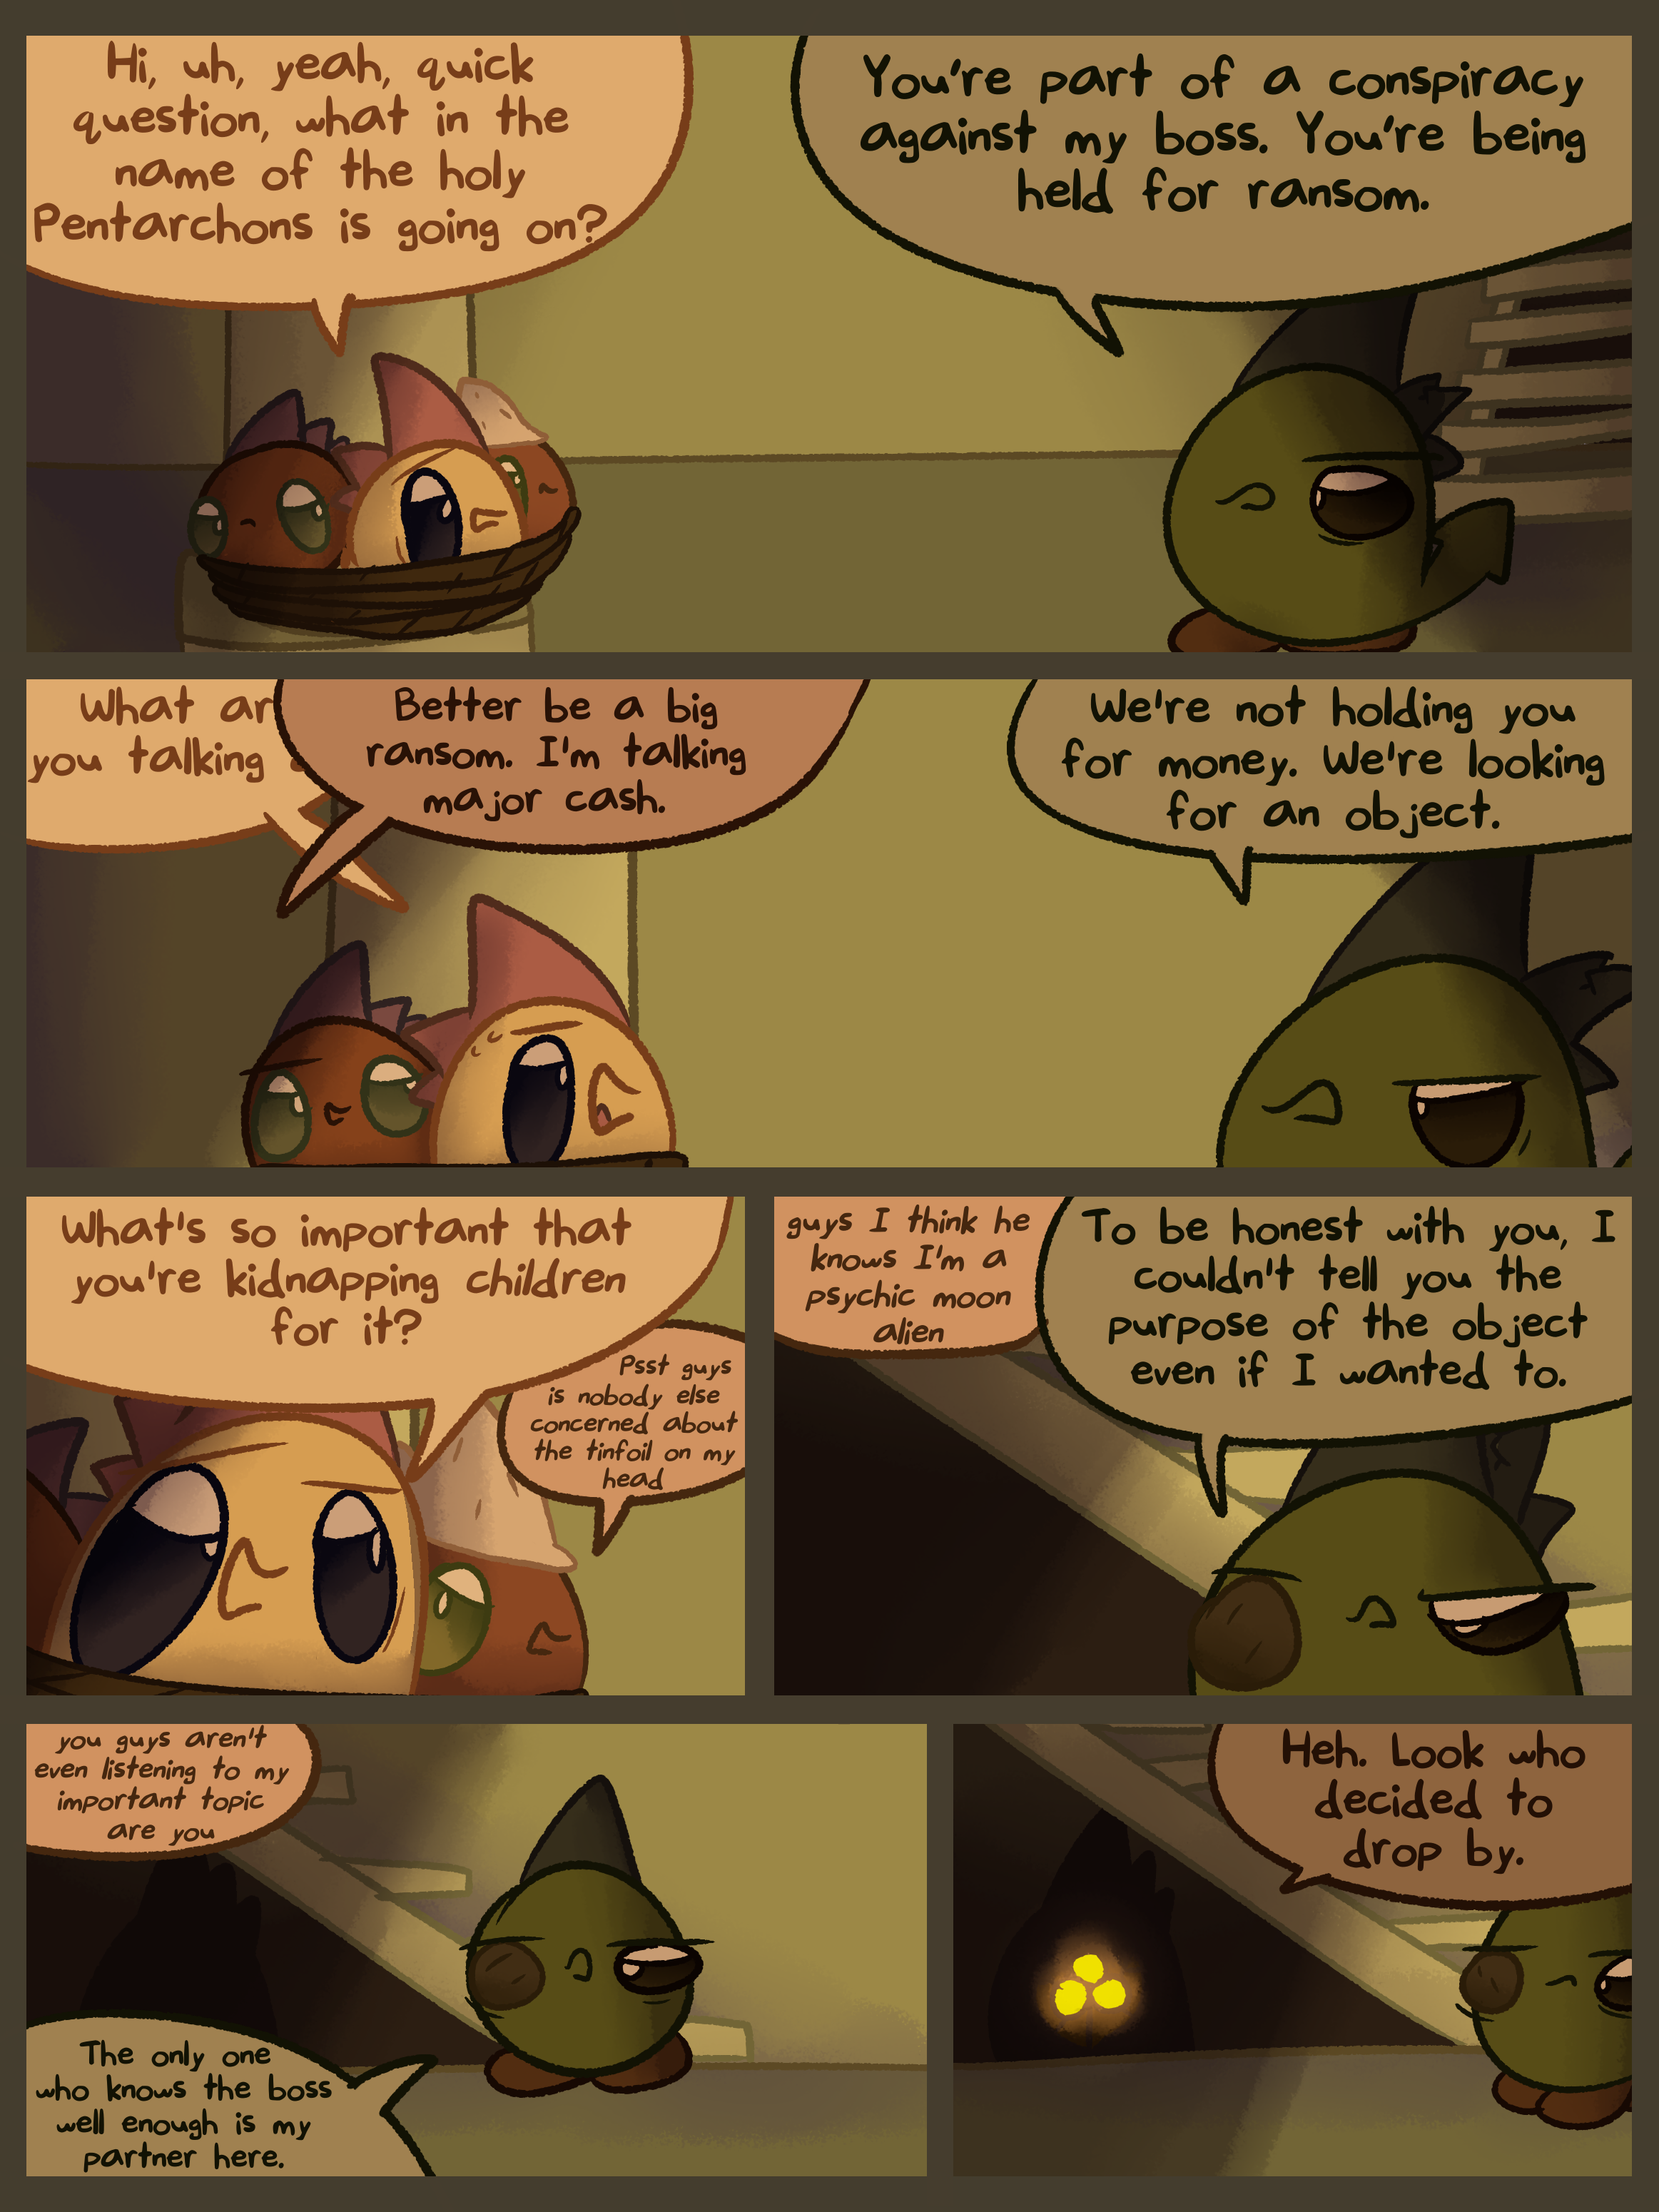 Hi, uh, yeah, quick
question, what in the
name of the holy
Pentarchons is going on?
You're part of a conspiracy
against my boss. You're being
held for ransom.
What ar
you talking
Better be a big
ransom. I'm talking
major cash.
We're not holding you
for money. We're looking
for an object.
What's so important that
you're kidnapping children
for it?
Psst guys
is nobody else
concerned about
the tinfoil on my
head
guys I think he
knows I'm a
psychic moon
alien
To be honest with you, I
couldn't tell you the
purpose of the object
even if I wanted to.
you guys aren't
even listening to my
important topic
are you
The only one
who knows the boss
well enough is my
partner here.
Heh. Look who
decided to
drop by.